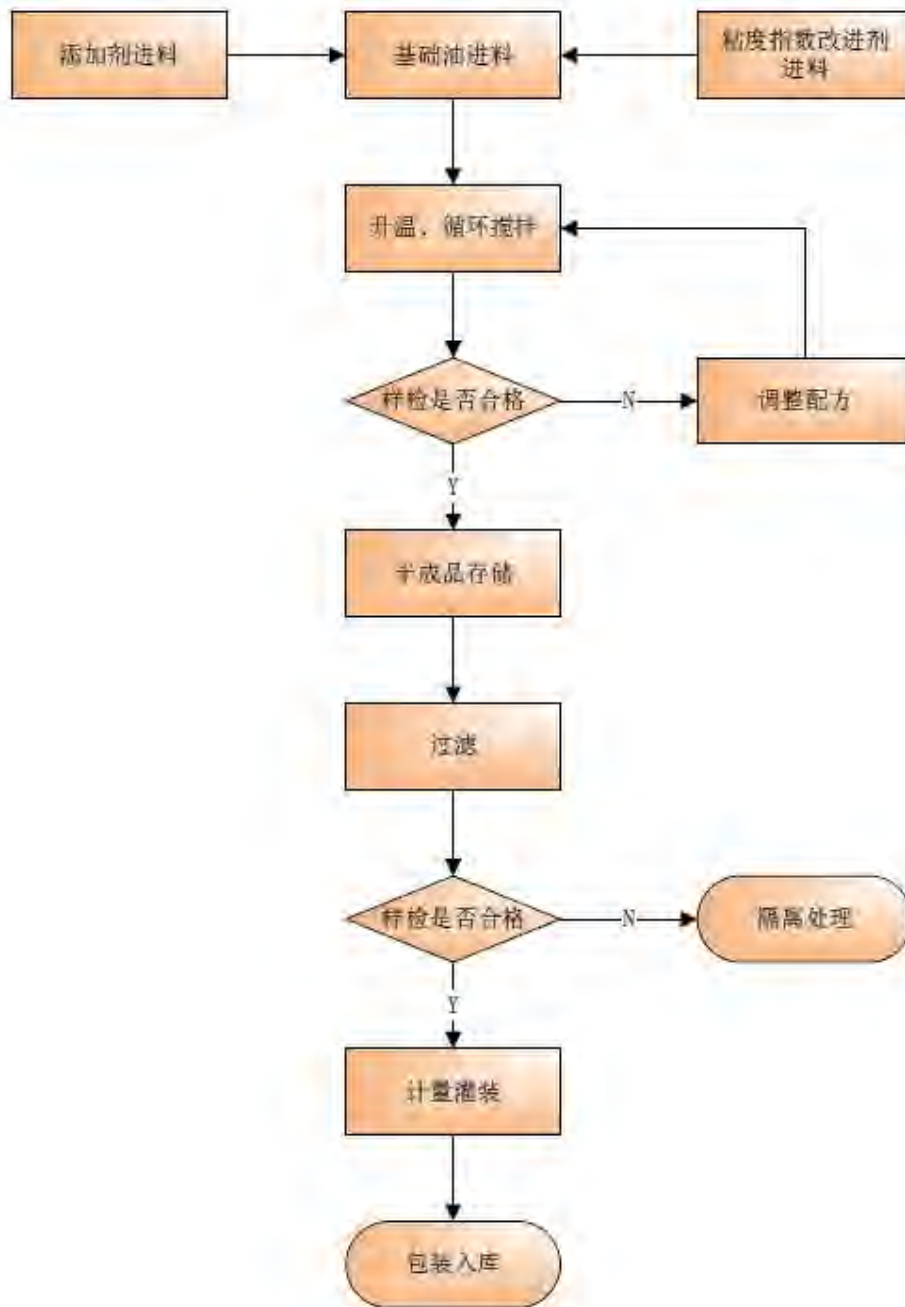 添加剂进料
基础油进料
粘度指数改进剂
进料
升温、循环搅拌
样检是否合格
N
调整配方
Y
半成品存储
过滤
样检是否合格
N
隔离处理
Y
计量灌装
包装入库